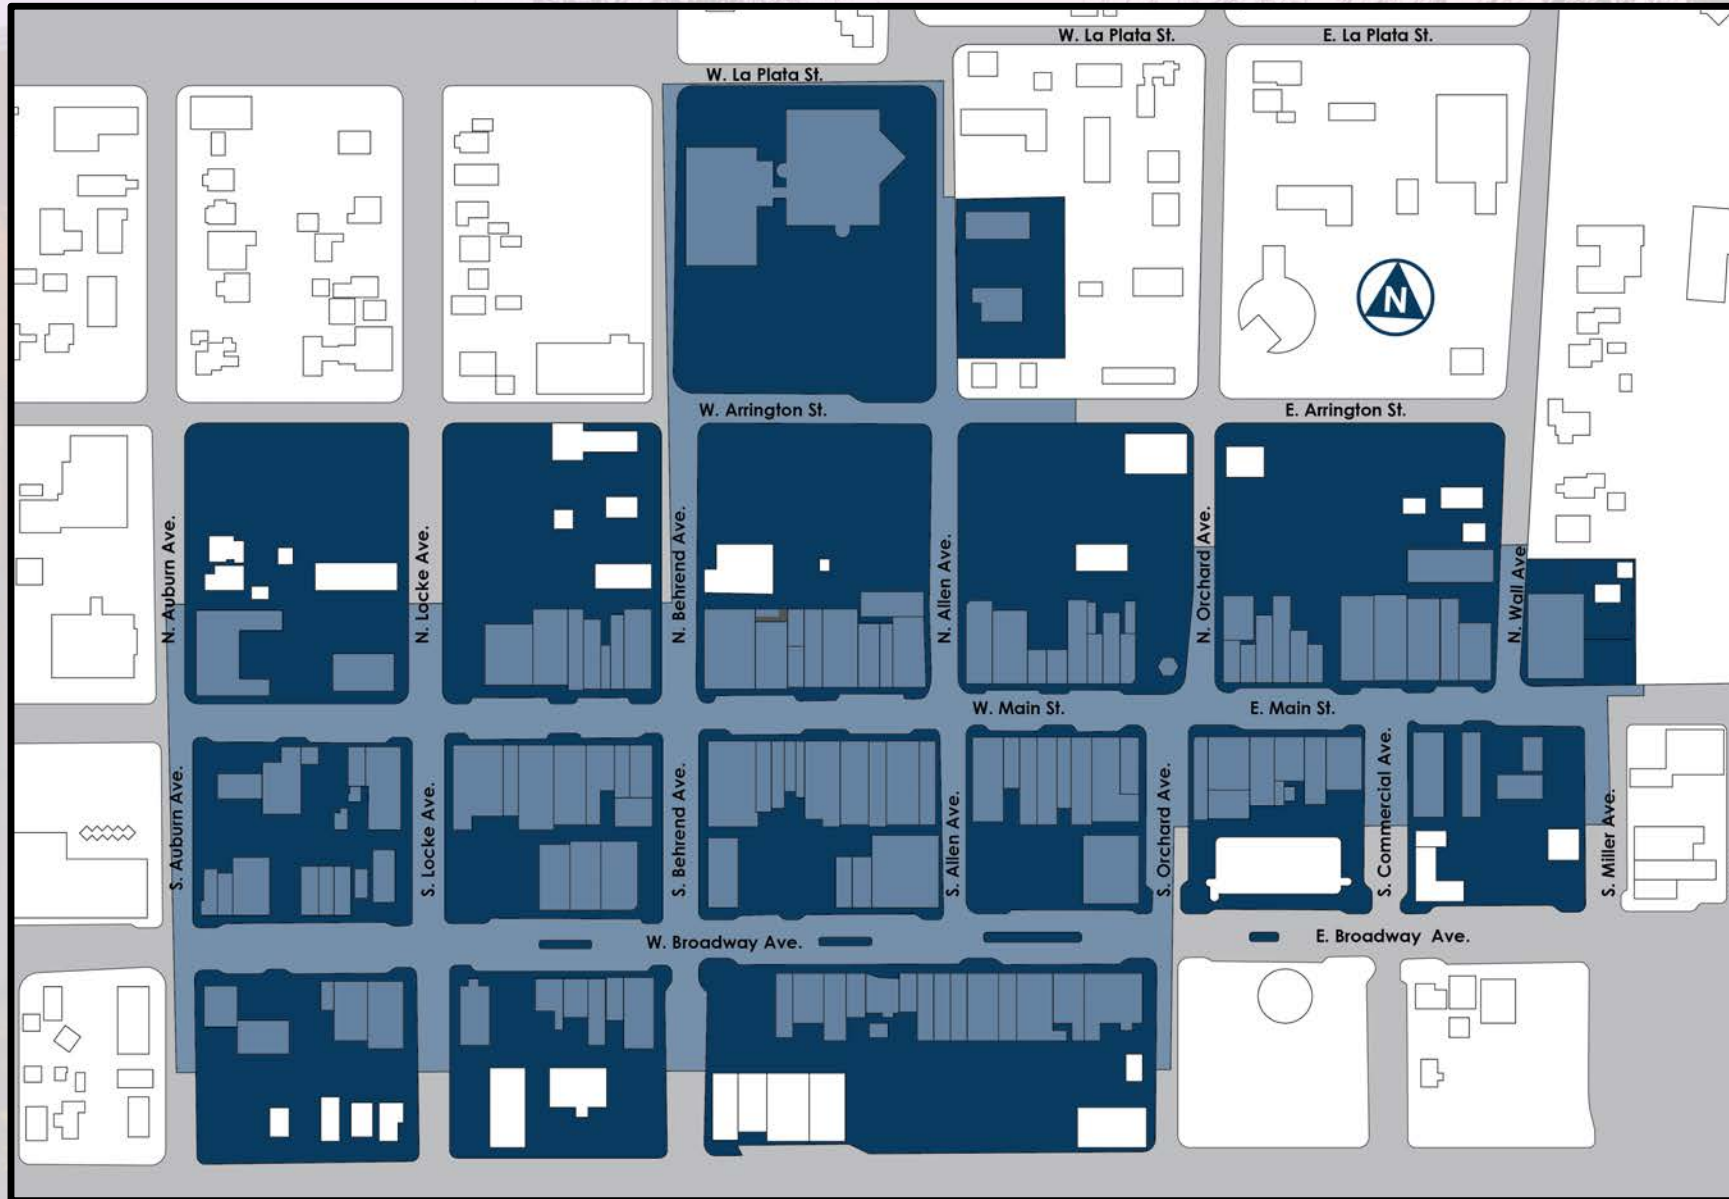 W. La Plata St.
E. La Plata St.
W. La Plata St.
N
W. Arrington St.
E. Arrington St.
N. Auburn Ave.
N. Locke Ave.
N. Behrend Ave.
N. Allen Ave.
N. Orchard Ave.
N. Wall Ave
W. Main St.
E. Main St.
S. Auburn Ave.
S. Locke Ave.
S. Behrend Ave.
S. Allen Ave.
S. Orchard Ave.
S. Commercial Ave.
S. Miller Ave.
W. Broadway Ave.
E. Broadway Ave.